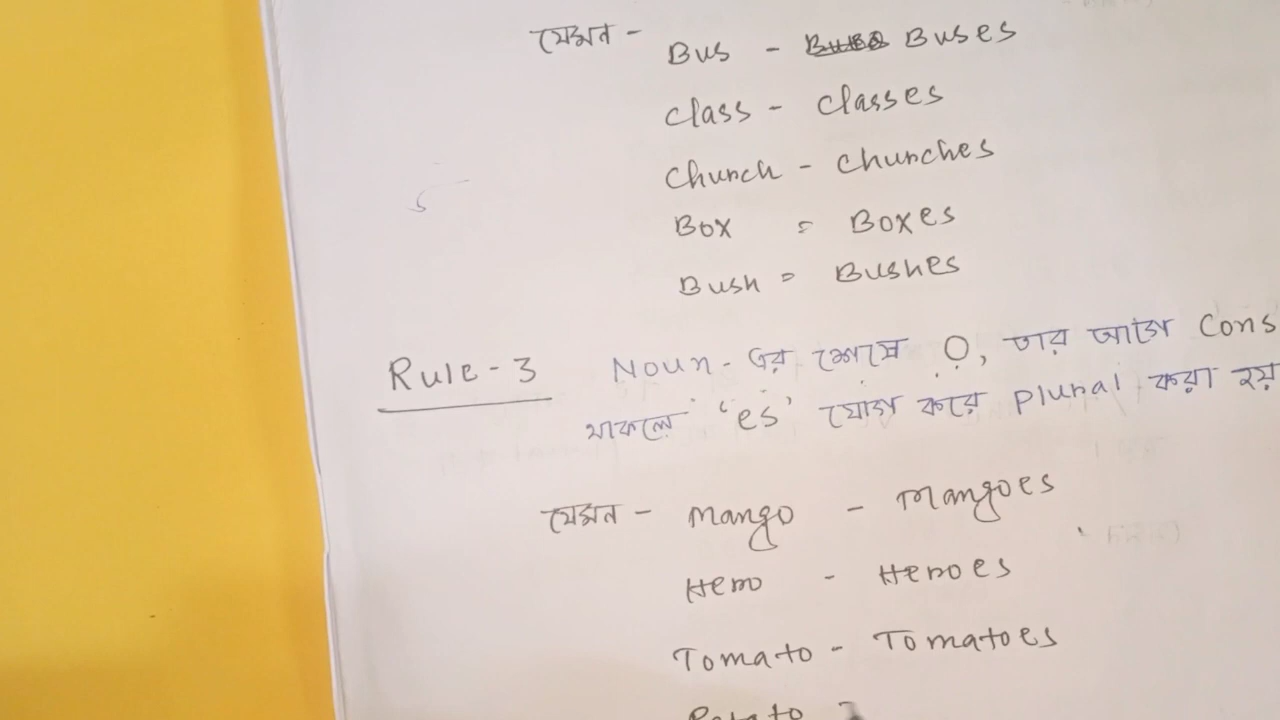 যেমন - Bus - Buses
Class - Classes
Church - Churches
Box = Boxes
Bush = Bushes
Rule-3 Noun-এর শেষে O, তার আগে Cons
থাকলে 'es' যোগ করে Plural করা হয়
যেমন - Mango - Mangoes
Hero - Heroes
Tomato - Tomatoes
Potato -